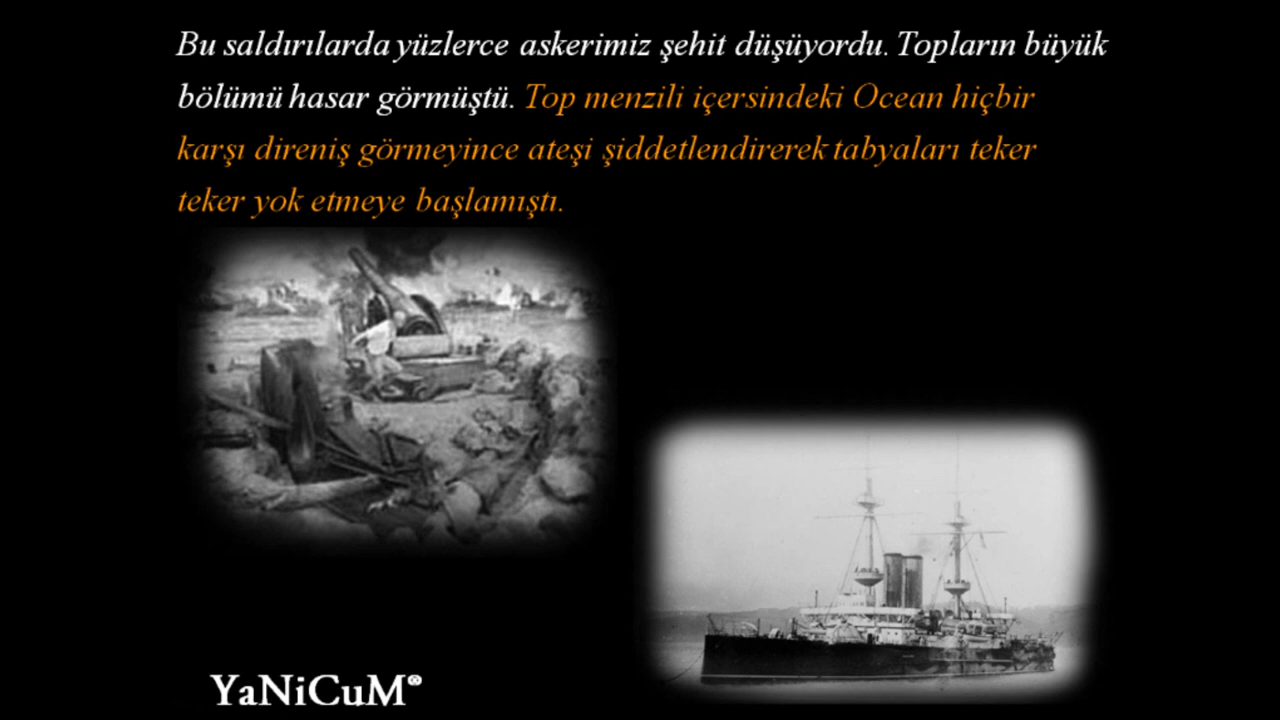 Bu saldırılarda yüzlerce askerimiz şehit düşüyordu. Topların büyük
bölümü hasar görmüştü. Top menzili içersindeki Ocean hiçbir
karşı direniş görmeyince ateşi şiddetlendirerek tabyaları teker
teker yok etmeye başlamıştı.
YaNiCuM®